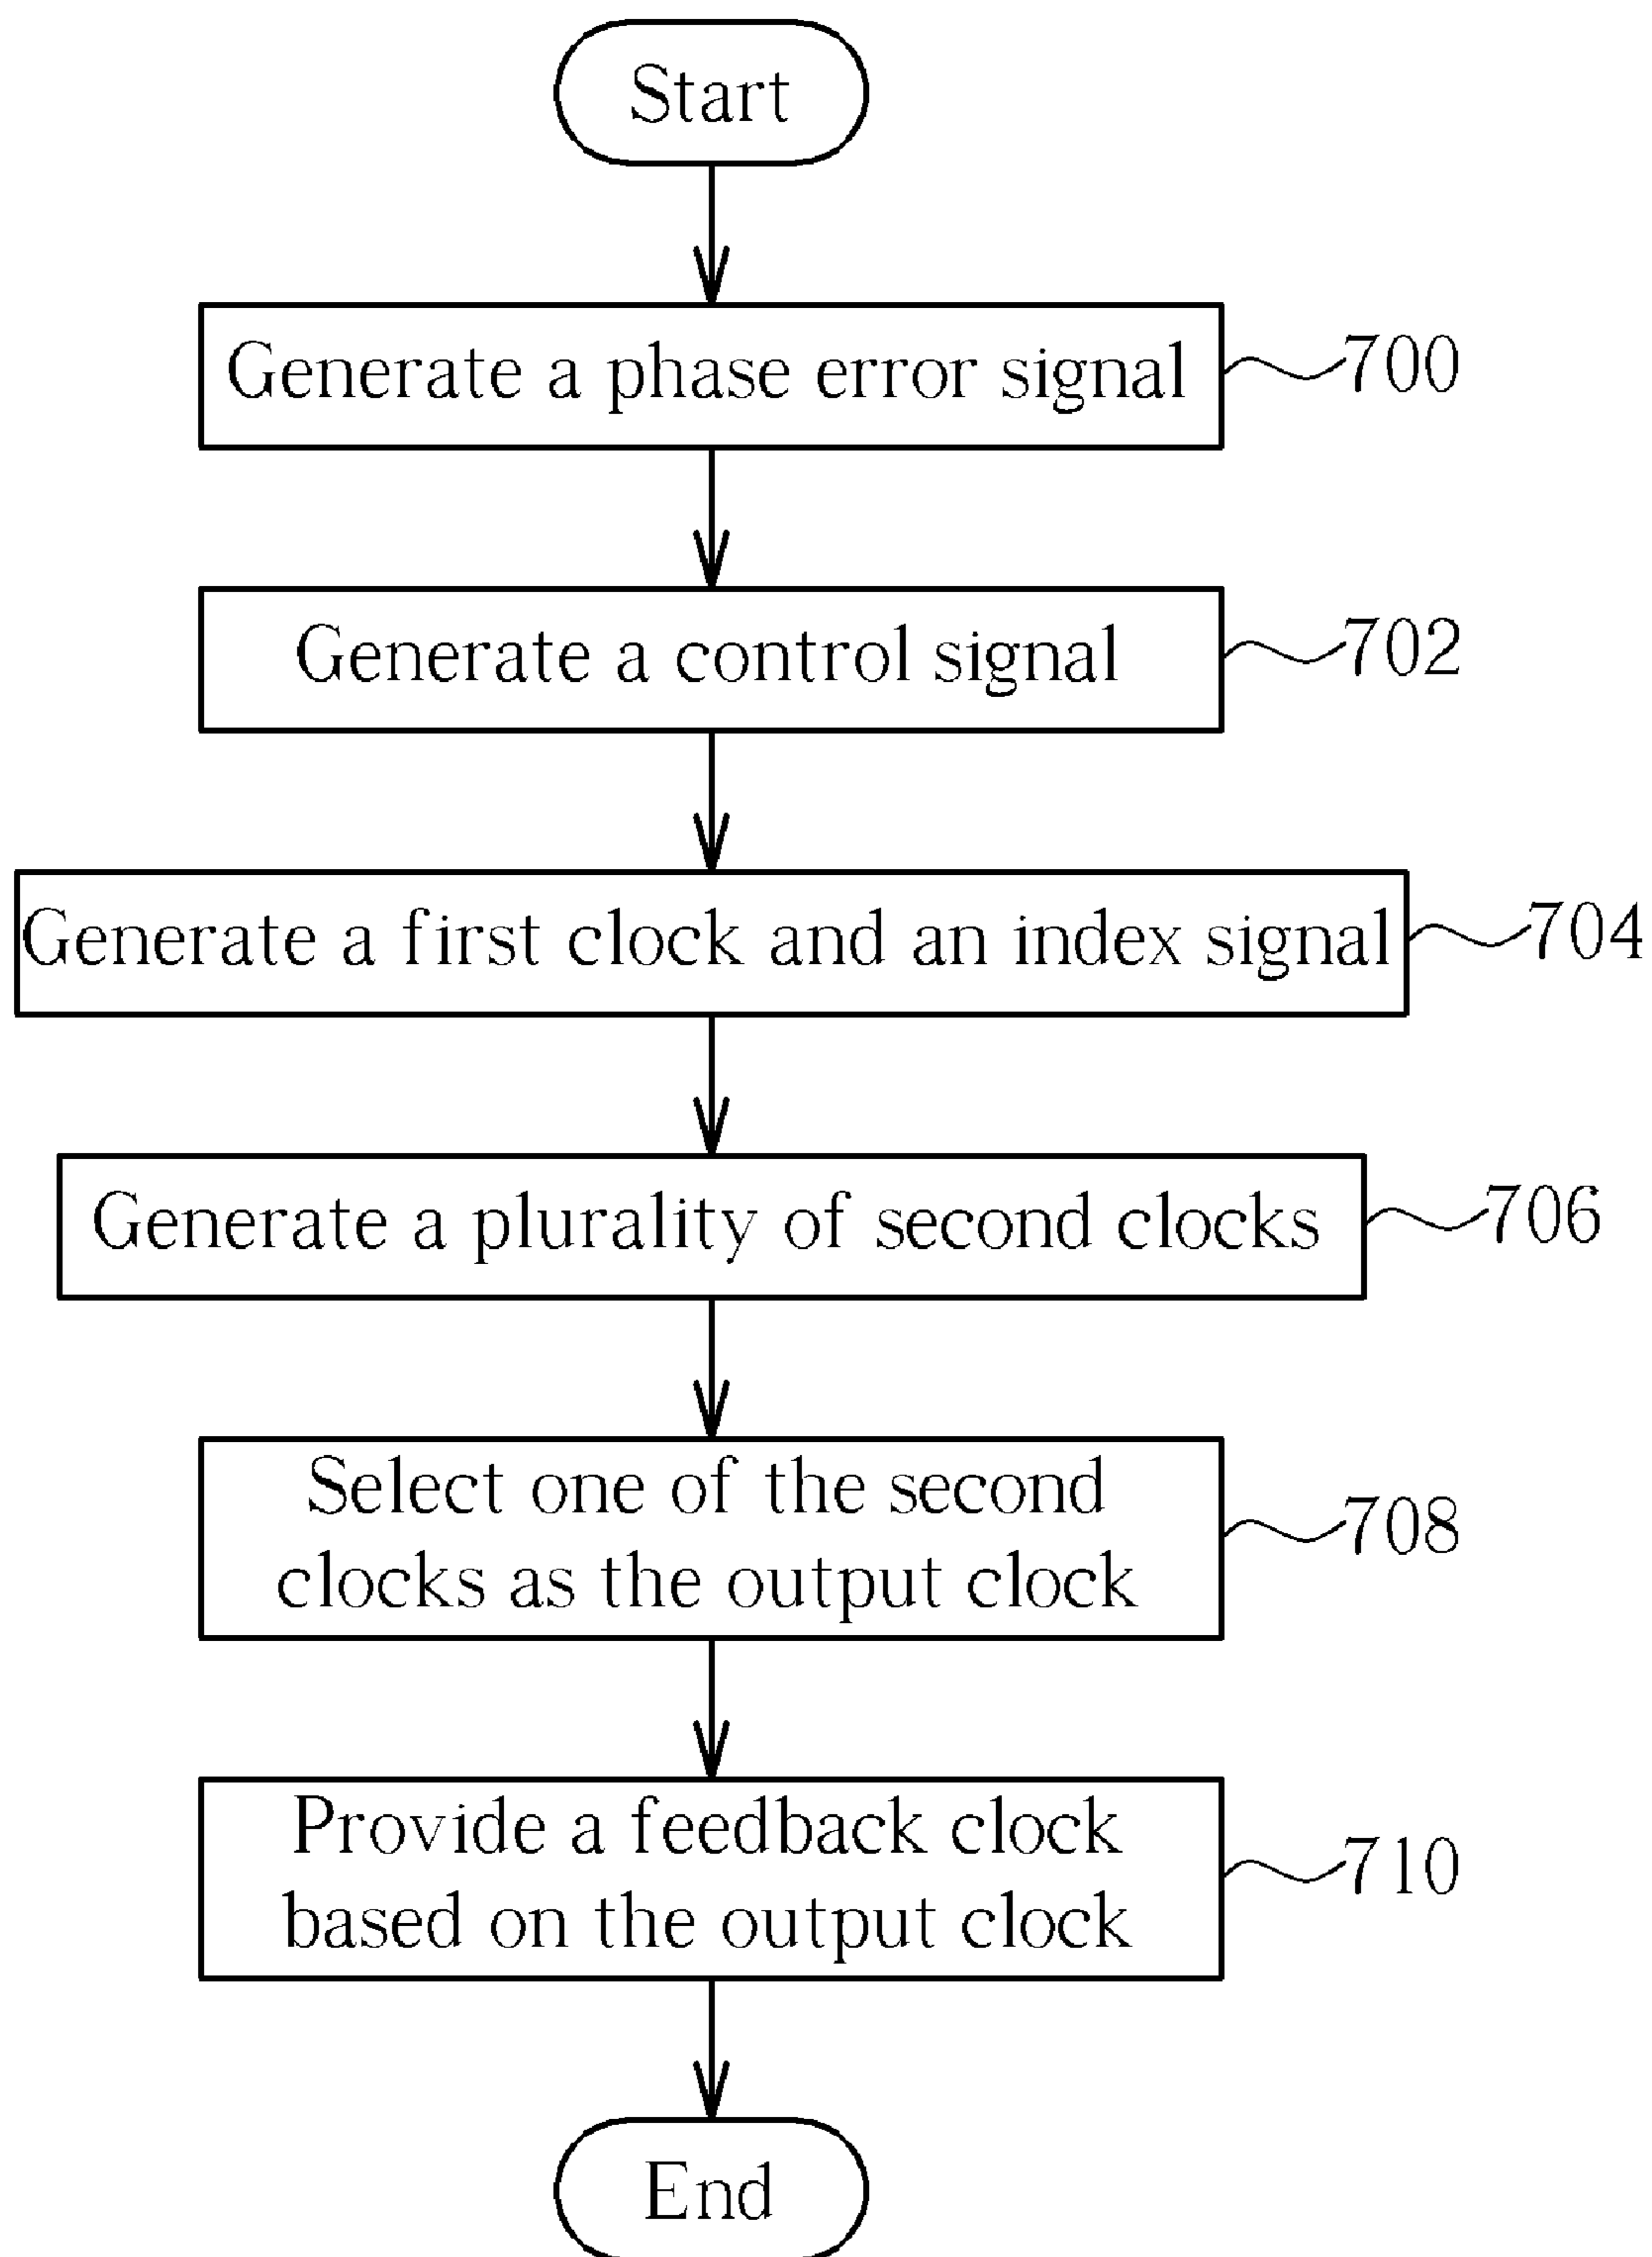 Start
Generate a phase error signal
700
Generate a control signal
702
Generate a first clock and an index signal
704
Generate a plurality of second clocks
706
Select one of the second
clocks as the output clock
708
Provide a feedback clock
based on the output clock
710
End